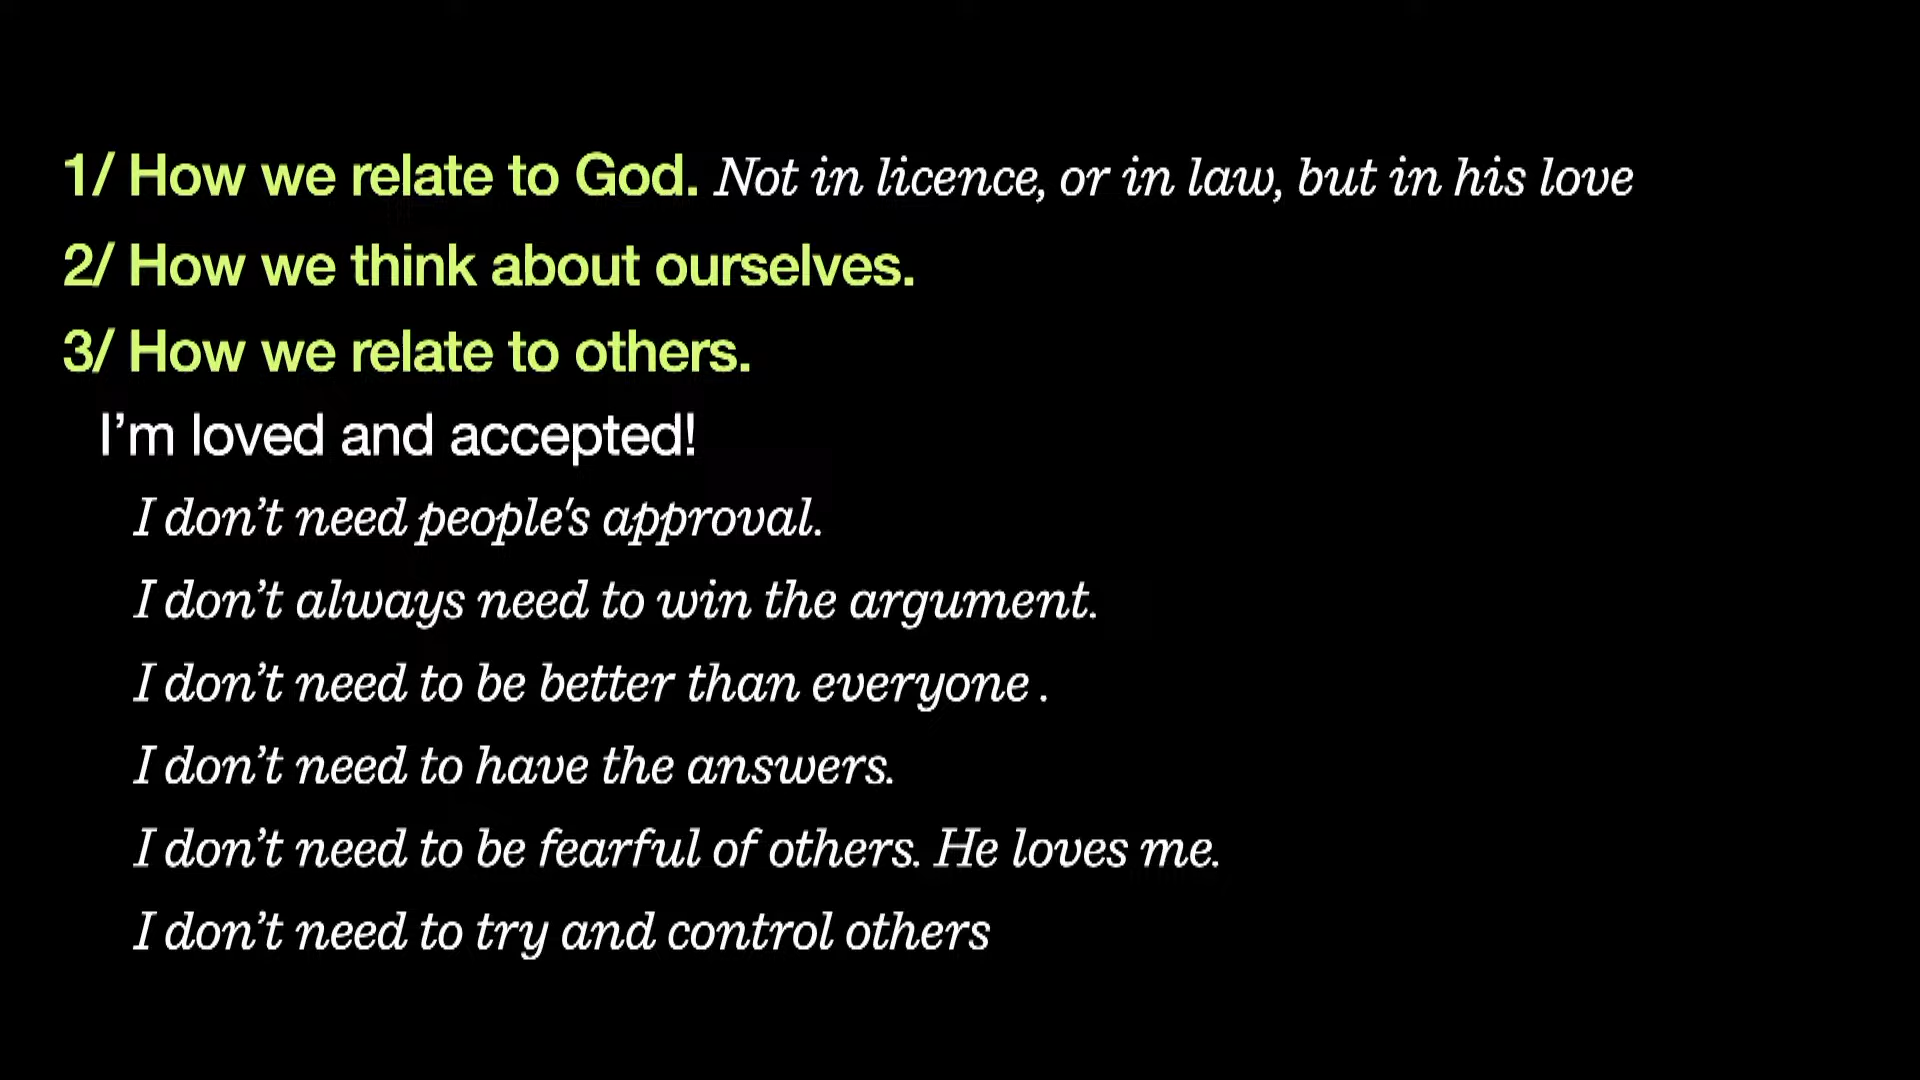 1/ How we relate to God. Not in licence, or in law, but in his love
2/ How we think about ourselves.
3/ How we relate to others.
I’m loved and accepted!
I don’t need people's approval.
I don’t always need to win the argument.
I don’t need to be better than everyone .
I don’t need to have the answers.
I don’t need to be fearful of others. He loves me.
I don’t need to try and control others